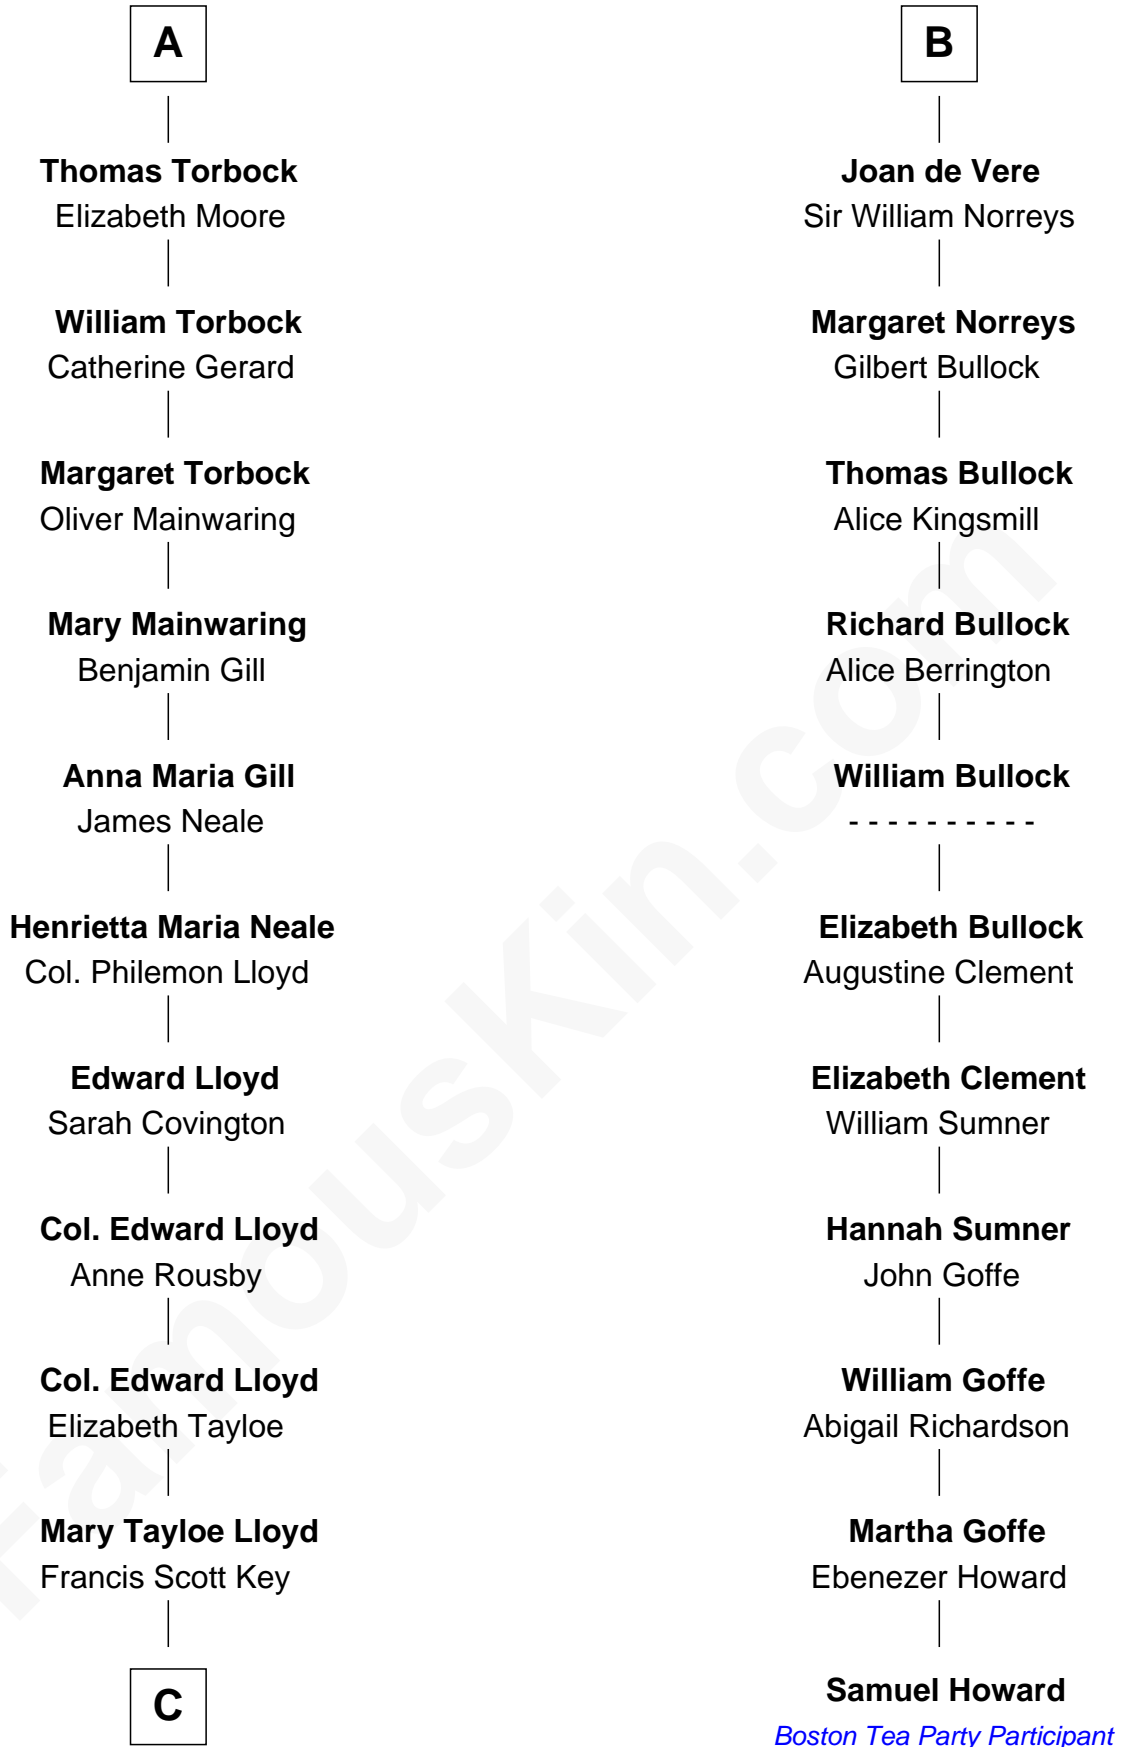 A
Thomas Torbock
Elizabeth Moore
William Torbock
Catherine Gerard
Margaret Torbock
Oliver Mainwaring
Mary Mainwaring
Benjamin Gill
Anna Maria Gill
James Neale
Henrietta Maria Neale
Col. Philemon Lloyd
Edward Lloyd
Sarah Covington
Col. Edward Lloyd
Anne Rousby
Col. Edward Lloyd
Elizabeth Tayloe
Mary Tayloe Lloyd
Francis Scott Key
C
B
Joan de Vere
Sir William Norreys
Margaret Norreys
Gilbert Bullock
Thomas Bullock
Alice Kingsmill
Richard Bullock
Alice Berrington
William Bullock
- - - - - - - - - -
Elizabeth Bullock
Augustine Clement
Elizabeth Clement
William Sumner
Hannah Sumner
John Goffe
William Goffe
Abigail Richardson
Martha Goffe
Ebenezer Howard
Samuel Howard
Boston Tea Party Participant
FamousKin.com